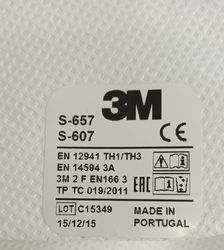 3M
S-657
S-607
CE
EN 12941 TH1/TH3
EN 14594 3A
3M 2 F EN166 3
TP TC 019/2011
EAC
LOT C15349
15/12/15
MADE IN
PORTUGAL